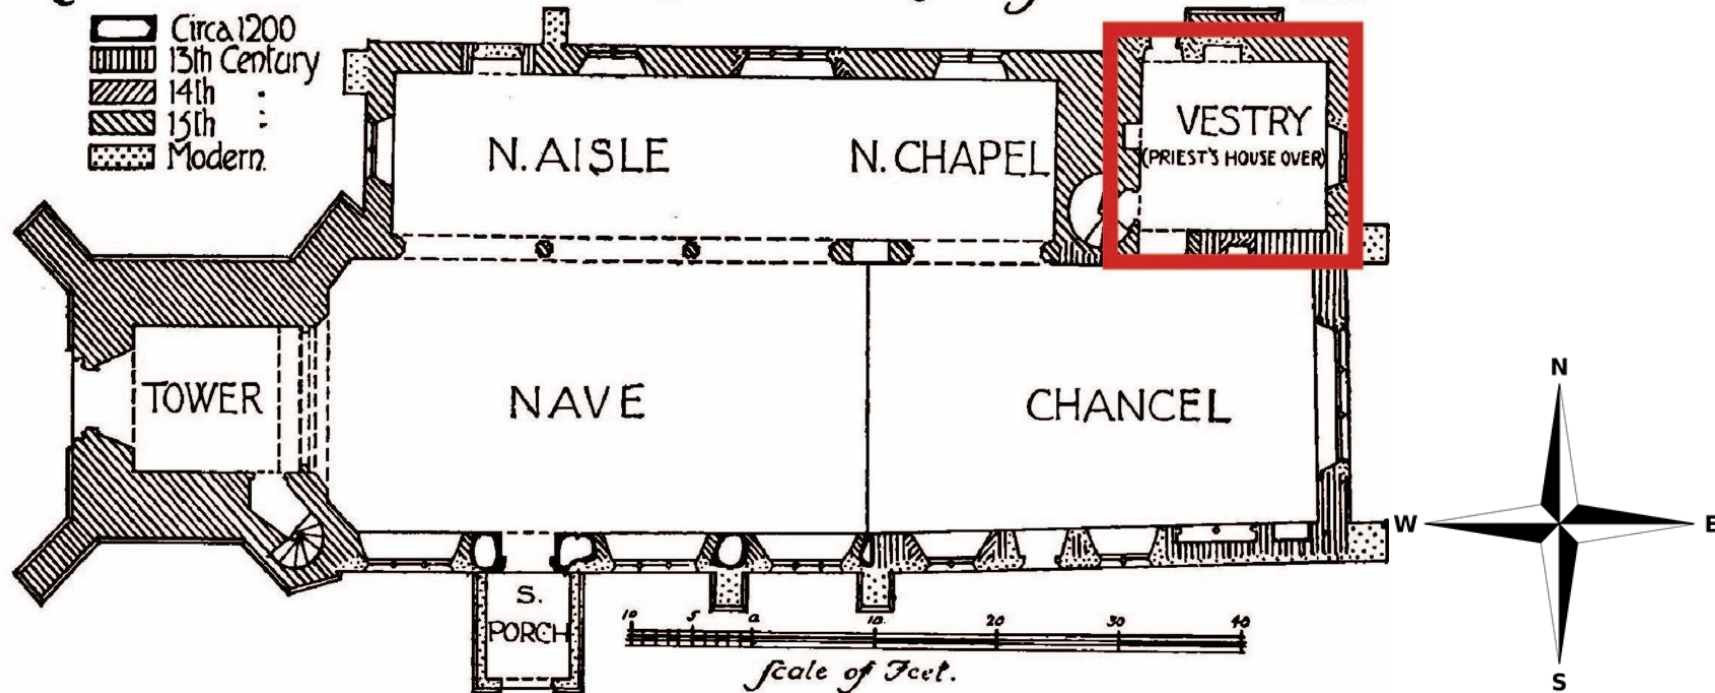 Circa 1200
13th Century
14th "
15th "
Modern.
N. AISLE
N. CHAPEL
VESTRY
(PRIEST'S HOUSE OVER)
TOWER
NAVE
CHANCEL
S.
PORCH
10 5 0 10 20 30 40
Scale of Feet.
N
W E
S